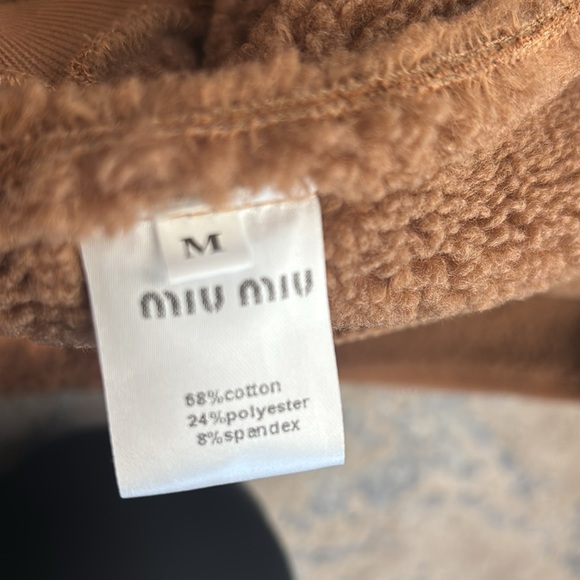 M
MIU MIU
68%cotton
24%polyester
8%spandex